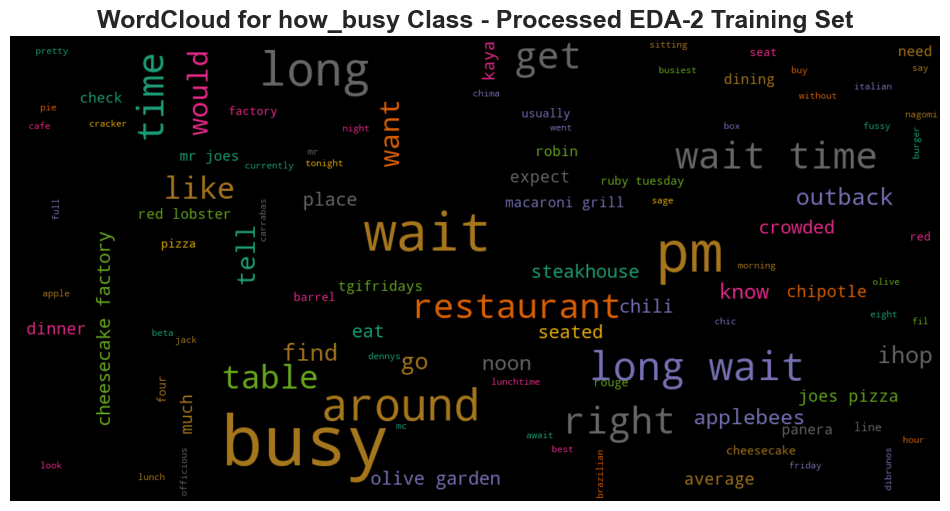 WordCloud for how_busy Class - Processed EDA-2 Training Set
pretty
long
get
kaya
sitting
seat
need
say
busiest
dining
buy
italian
check
time
would
chima
without
pie
factory
want
usually
nagomi
cafe
cracker
night
went
box
fussy
burger
mr joes
mr
tonight
currently
robin
wait time
like
expect
ruby tuesday
place
macaroni grill
sage
outback
full
red lobster
carrabas
crowded
red
pizza
tell
wait
pm
morning
steakhouse
cheesecake factory
tgifridays
olive
apple
barrel
restaurant
chili
know
chipotle
eight
fil
dinner
beta
jack
eat
seated
chic
find
dennys
go
noon
long wait
ihop
table
lunchtime
rouge
four
much
around
joes pizza
right
applebees
busy
mc
await
panera
line
hour
best
cheesecake
look
lunch
officious
olive garden
brazilian
average
friday
dibrunos